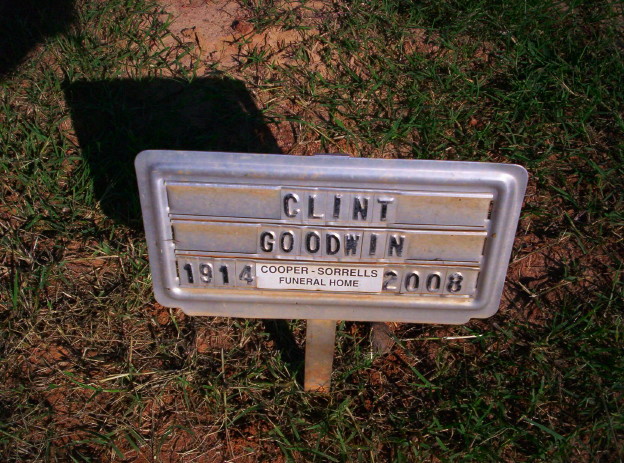 CLINT
GOODWIN
1914 COOPER - SORRELLS FUNERAL HOME 2008